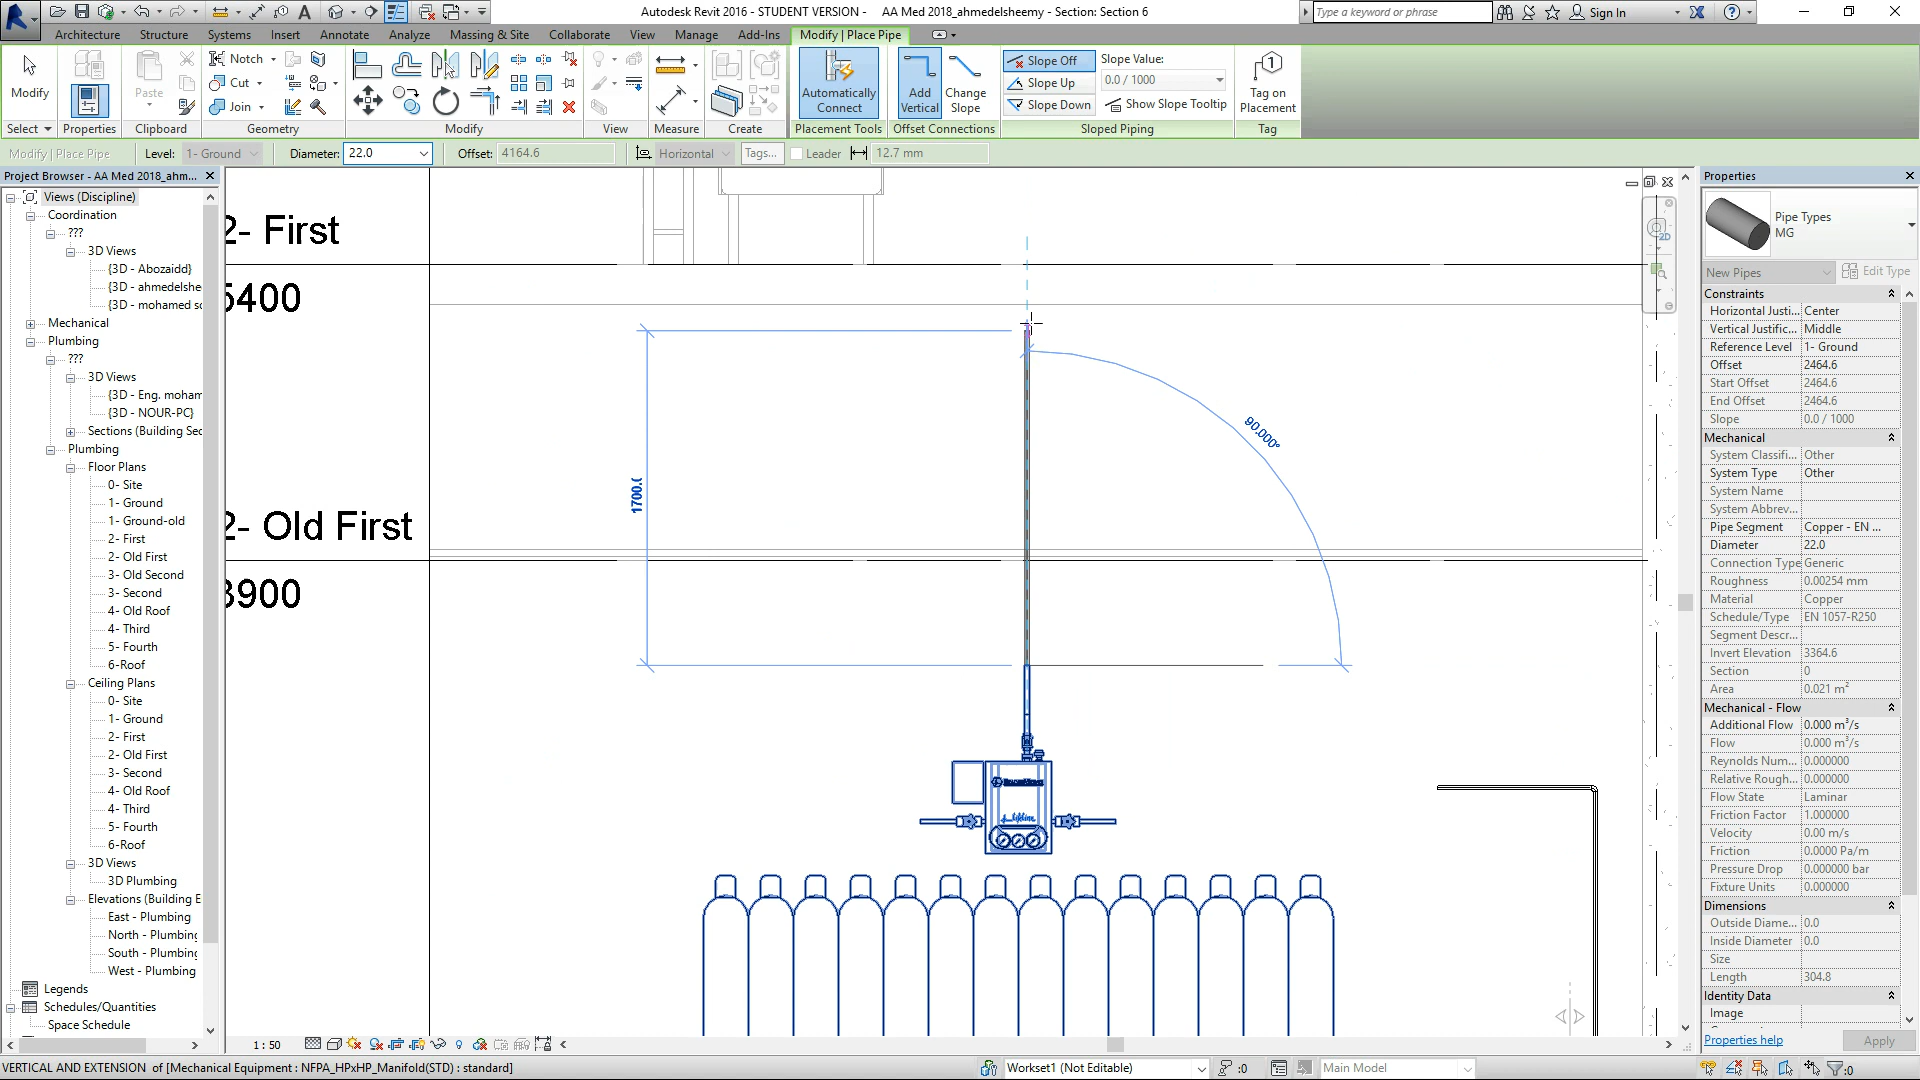 Autodesk Revit 2016 - STUDENT VERSION - AA Med 2018_ahmedelsheemy - Section: Section 6
Type a keyword or phrase
Sign In
Architecture Structure Systems Insert Annotate Analyze Massing & Site Collaborate View Manage Add-Ins Modify | Place Pipe
Modify
Paste
Notch
Cut
Join
Automatically Connect
Add Vertical
Change Slope
Slope Off
Slope Up
Slope Down
Slope Value:
0.0 / 1000
Show Slope Tooltip
Tag on Placement
Select Properties Clipboard Geometry Modify View Measure Create Placement Tools Offset Connections Sloped Piping Tag
Modify | Place Pipe Level: 1- Ground Diameter: 22.0 Offset: 4164.6 Horizontal Tags... Leader 12.7 mm
Project Browser - AA Med 2018_ahm...
Views (Discipline)
Coordination
???
3D Views
{3D - Abozaidd}
{3D - ahmedelshe
{3D - mohamed sc
Mechanical
Plumbing
???
3D Views
{3D - Eng. moham
{3D - NOUR-PC}
Sections (Building Sec
Plumbing
Floor Plans
0- Site
1- Ground
1- Ground-old
2- First
2- Old First
3- Old Second
3- Second
4- Old Roof
4- Third
5- Fourth
6-Roof
Ceiling Plans
0- Site
1- Ground
2- First
2- Old First
3- Second
4- Old Roof
4- Third
5- Fourth
6-Roof
3D Views
3D Plumbing
Elevations (Building E
East - Plumbing
North - Plumbing
South - Plumbing
West - Plumbing
Legends
Schedules/Quantities
Space Schedule
2- First
5400
2- Old First
3900
1700.(
90.000°
2D
Properties
Pipe Types
MG
New Pipes Edit Type
Constraints
Horizontal Justi... Center
Vertical Justific... Middle
Reference Level 1- Ground
Offset 2464.6
Start Offset 2464.6
End Offset 2464.6
Slope 0.0 / 1000
Mechanical
System Classifi... Other
System Type Other
System Name
System Abbrev...
Pipe Segment Copper - EN ...
Diameter 22.0
Connection Type Generic
Roughness 0.00254 mm
Material Copper
Schedule/Type EN 1057-R250
Segment Descr...
Invert Elevation 3364.6
Section 0
Area 0.021 m²
Mechanical - Flow
Additional Flow 0.000 m³/s
Flow 0.000 m³/s
Reynolds Num... 0.000000
Relative Rough... 0.000000
Flow State Laminar
Friction Factor 1.000000
Velocity 0.00 m/s
Friction 0.0000 Pa/m
Pressure Drop 0.000000 bar
Fixture Units 0.000000
Dimensions
Outside Diame... 0.0
Inside Diameter 0.0
Size
Length 304.8
Identity Data
Image
Properties help Apply
1 : 50
VERTICAL AND EXTENSION of [Mechanical Equipment : NFPA_HPxHP_Manifold(STD) : standard]
Workset1 (Not Editable) :0 Main Model :0